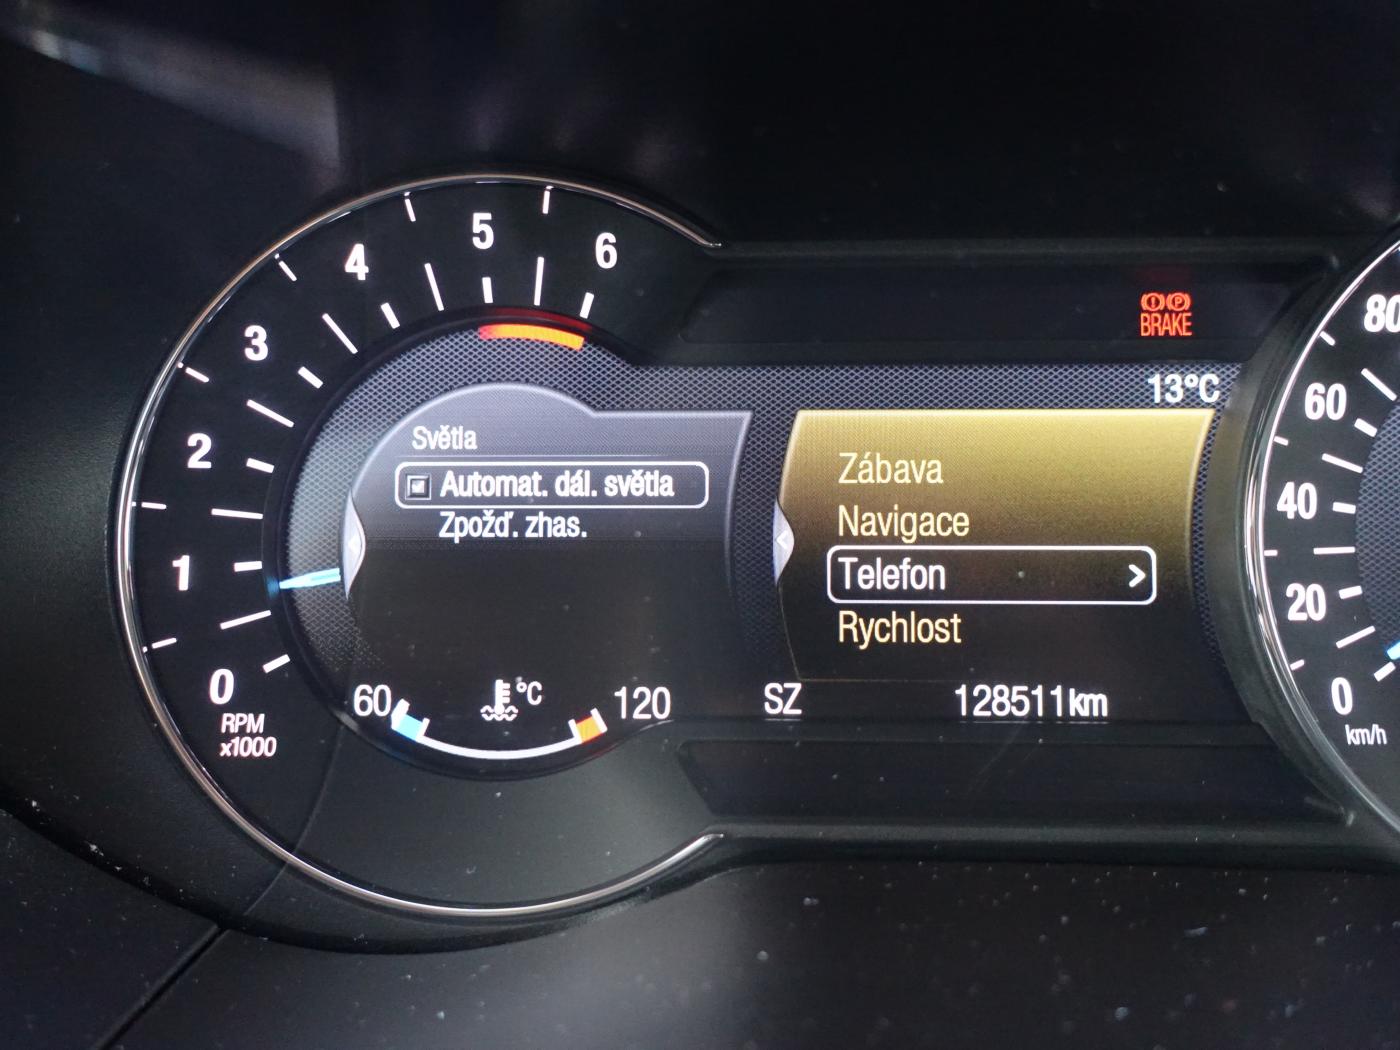 0
1
2
3
4
5
6
RPM
x1000
Světla
Automat. dál. světla
Zpožď. zhas.
60
°C
120
BRAKE
13°C
Zábava
Navigace
Telefon
Rychlost
SZ
128511km
80
60
40
20
0
km/h